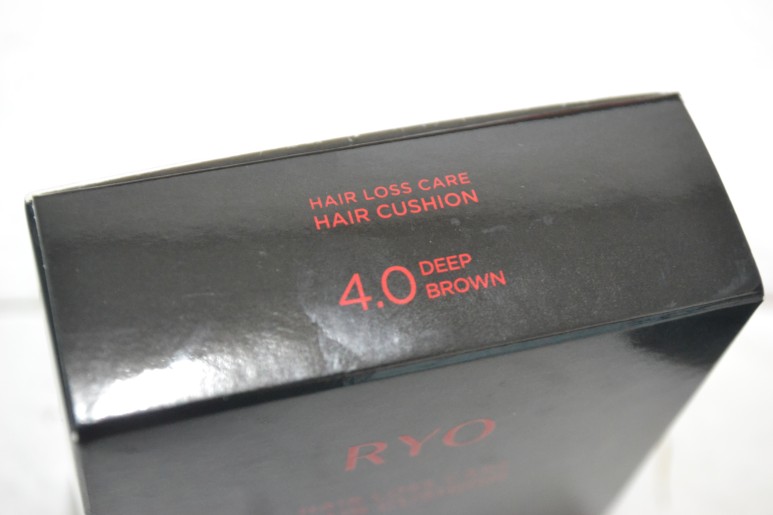 HAIR LOSS CARE
HAIR CUSHION
4.0 DEEP
BROWN
RYO